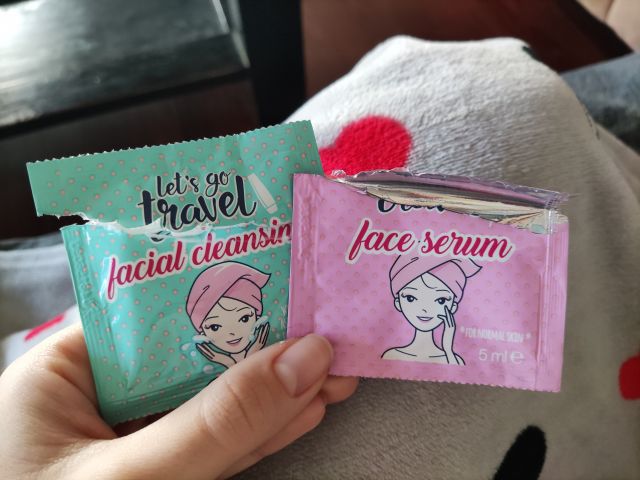 let's go
travel
facial cleansin
face serum
*FOR NORMAL SKIN*
5 ml e